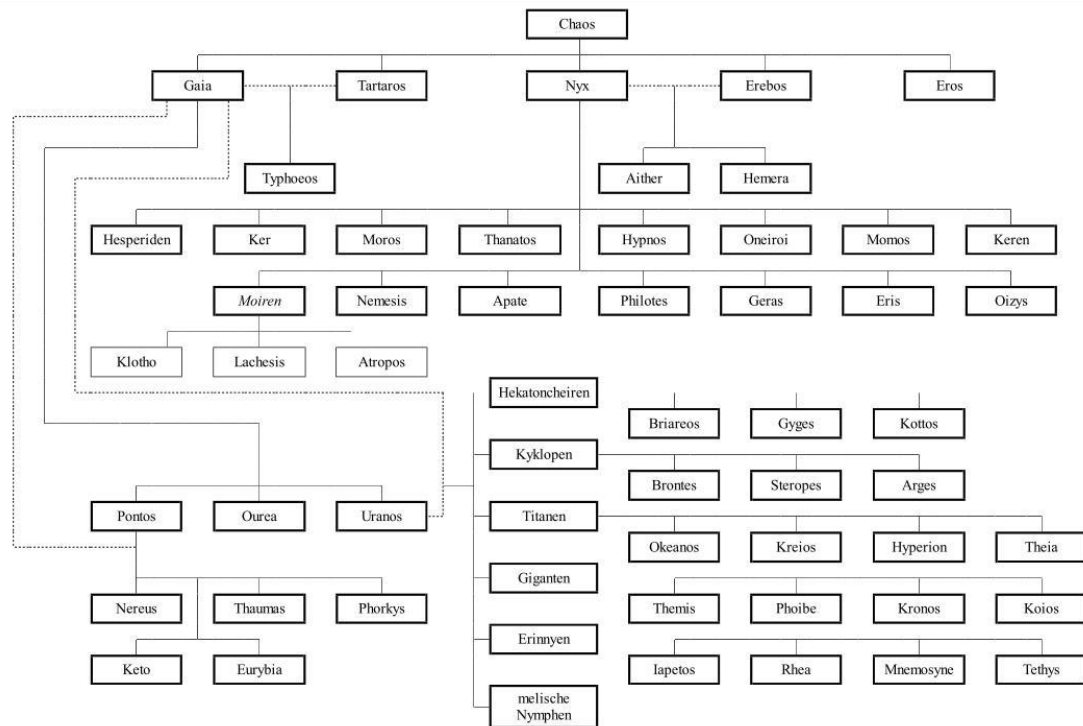 Chaos
Gaia
Tartaros
Nyx
Erebos
Eros
Typhoeos
Aither
Hemera
Hesperiden
Ker
Moros
Thanatos
Hypnos
Oneiroi
Momos
Keren
Moiren
Nemesis
Apate
Philotes
Geras
Eris
Oizys
Klotho
Lachesis
Atropos
Hekatoncheiren
Briareos
Gyges
Kottos
Kyklopen
Brontes
Steropes
Arges
Pontos
Ourea
Uranos
Titanen
Okeanos
Kreios
Hyperion
Theia
Giganten
Nereus
Thaumas
Phorkys
Themis
Phoibe
Kronos
Koios
Erinnyen
Keto
Eurybia
Iapetos
Rhea
Mnemosyne
Tethys
melische
Nymphen